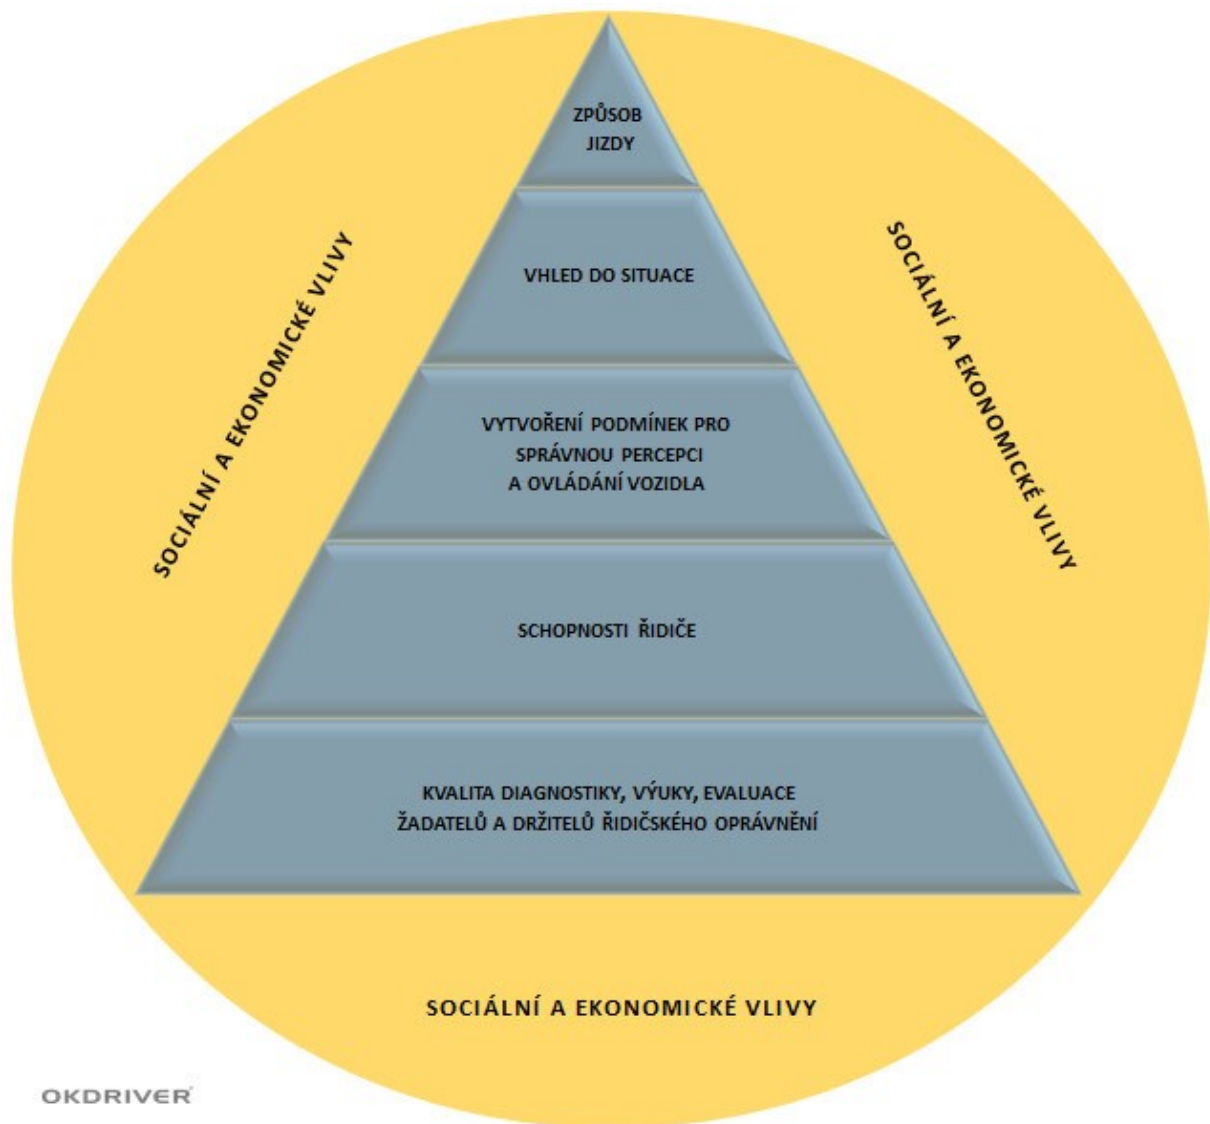 ZPŮSOB
JIZDY
VHLED DO SITUACE
SOCIÁLNÍ A EKONOMICKÉ VLIVY
SOCIÁLNÍ A EKONOMICKÉ VLIVY
VYTVOŘENÍ PODMÍNEK PRO
SPRÁVNOU PERCEPCI
A OVLÁDÁNÍ VOZIDLA
SCHOPNOSTI ŘIDIČE
KVALITA DIAGNOSTIKY, VÝUKY, EVALUACE
ŽADATELŮ A DRŽITELŮ ŘIDIČSKÉHO OPRÁVNĚNÍ
SOCIÁLNÍ A EKONOMICKÉ VLIVY
OKDRIVER